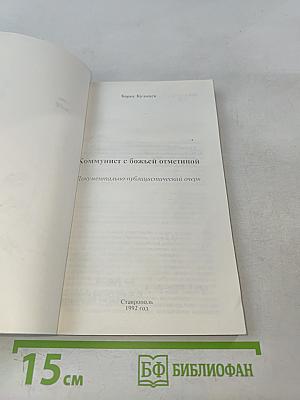 Борис Кузнецов
Коммунист с божьей отметиной
Документально-публицистический очерк
Ставрополь
1992 год
15 см
БФ БИБЛИОФАН